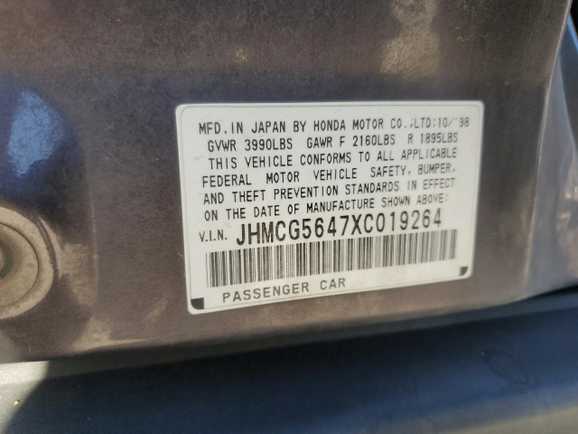 MFD. IN JAPAN BY HONDA MOTOR CO.,LTD:10/'98
GVWR 3990LBS GAWR F 2160LBS R 1895LBS
THIS VEHICLE CONFORMS TO ALL APPLICABLE
FEDERAL MOTOR VEHICLE SAFETY, BUMPER,
AND THEFT PREVENTION STANDARDS IN EFFECT
ON THE DATE OF MANUFACTURE SHOWN ABOVE.
V.I.N. JHMCG5647XC019264
PASSENGER CAR